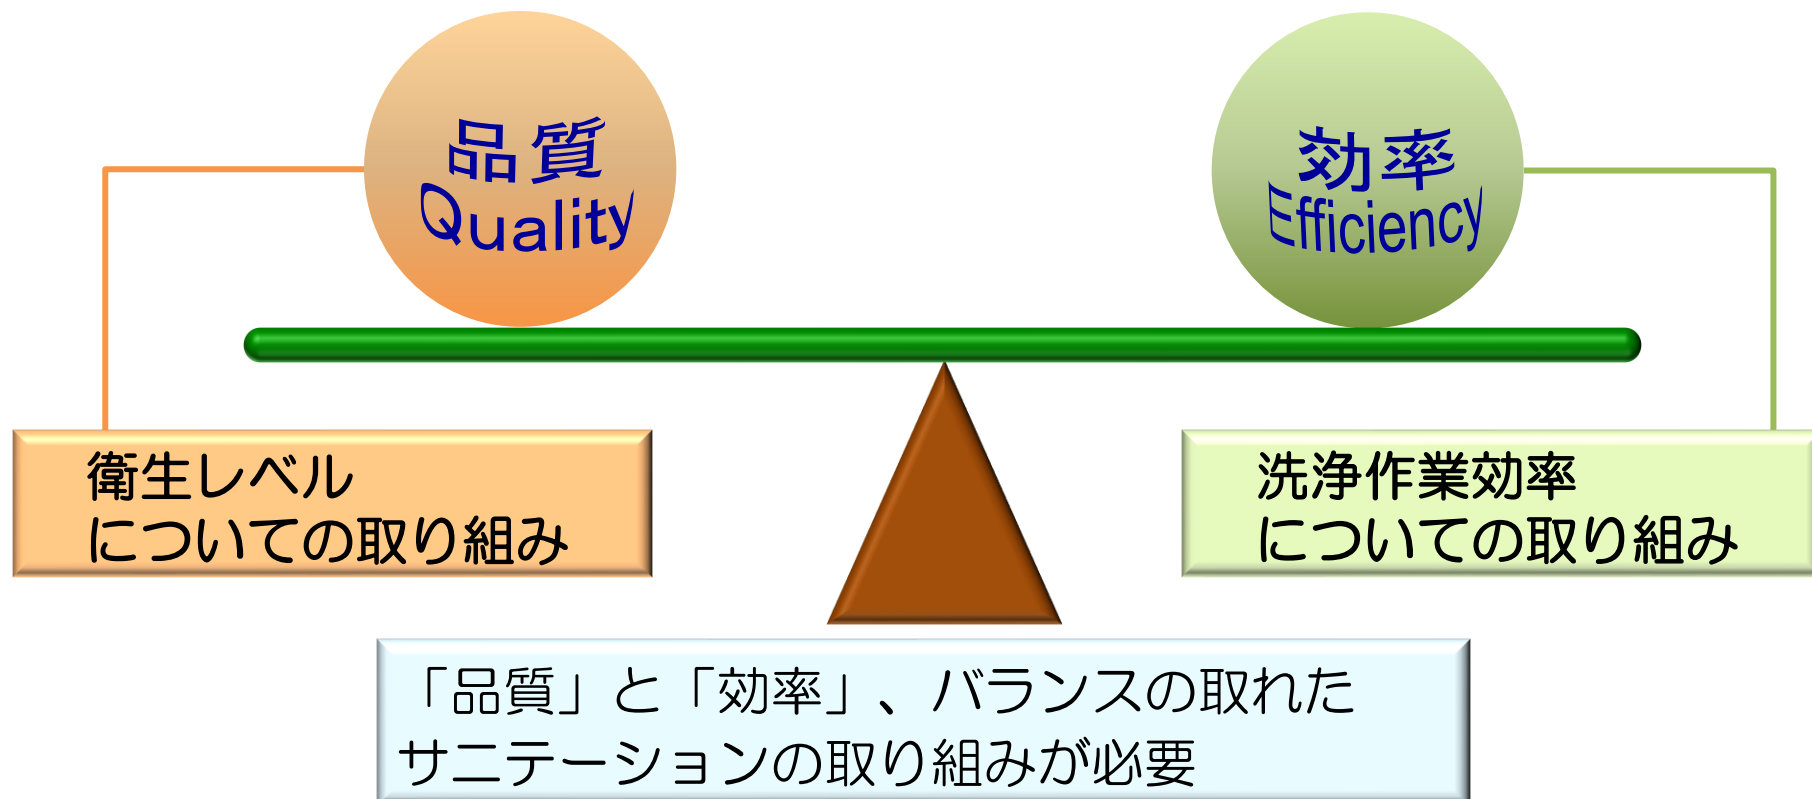 品質
Quality
効率
Efficiency
衛生レベル
についての取り組み
洗浄作業効率
についての取り組み
「品質」と「効率」、バランスの取れた
サニテーションの取り組みが必要